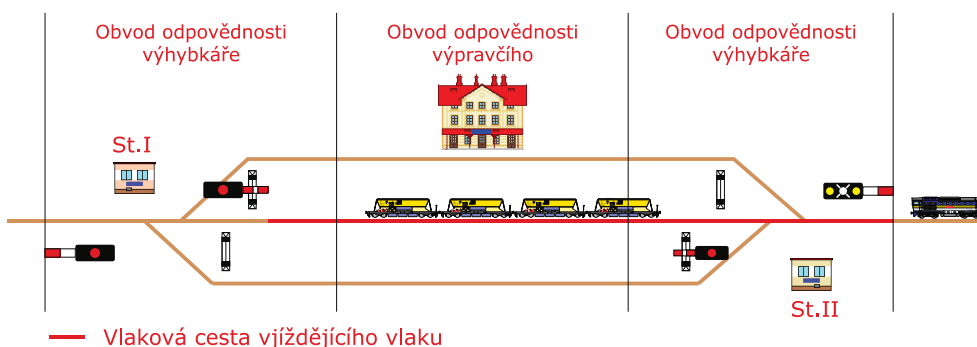 Obvod odpovědnosti
výhybkáře
Obvod odpovědnosti
výpravčího
Obvod odpovědnosti
výhybkáře
St.I
St.II
Vlaková cesta vjíždějícího vlaku